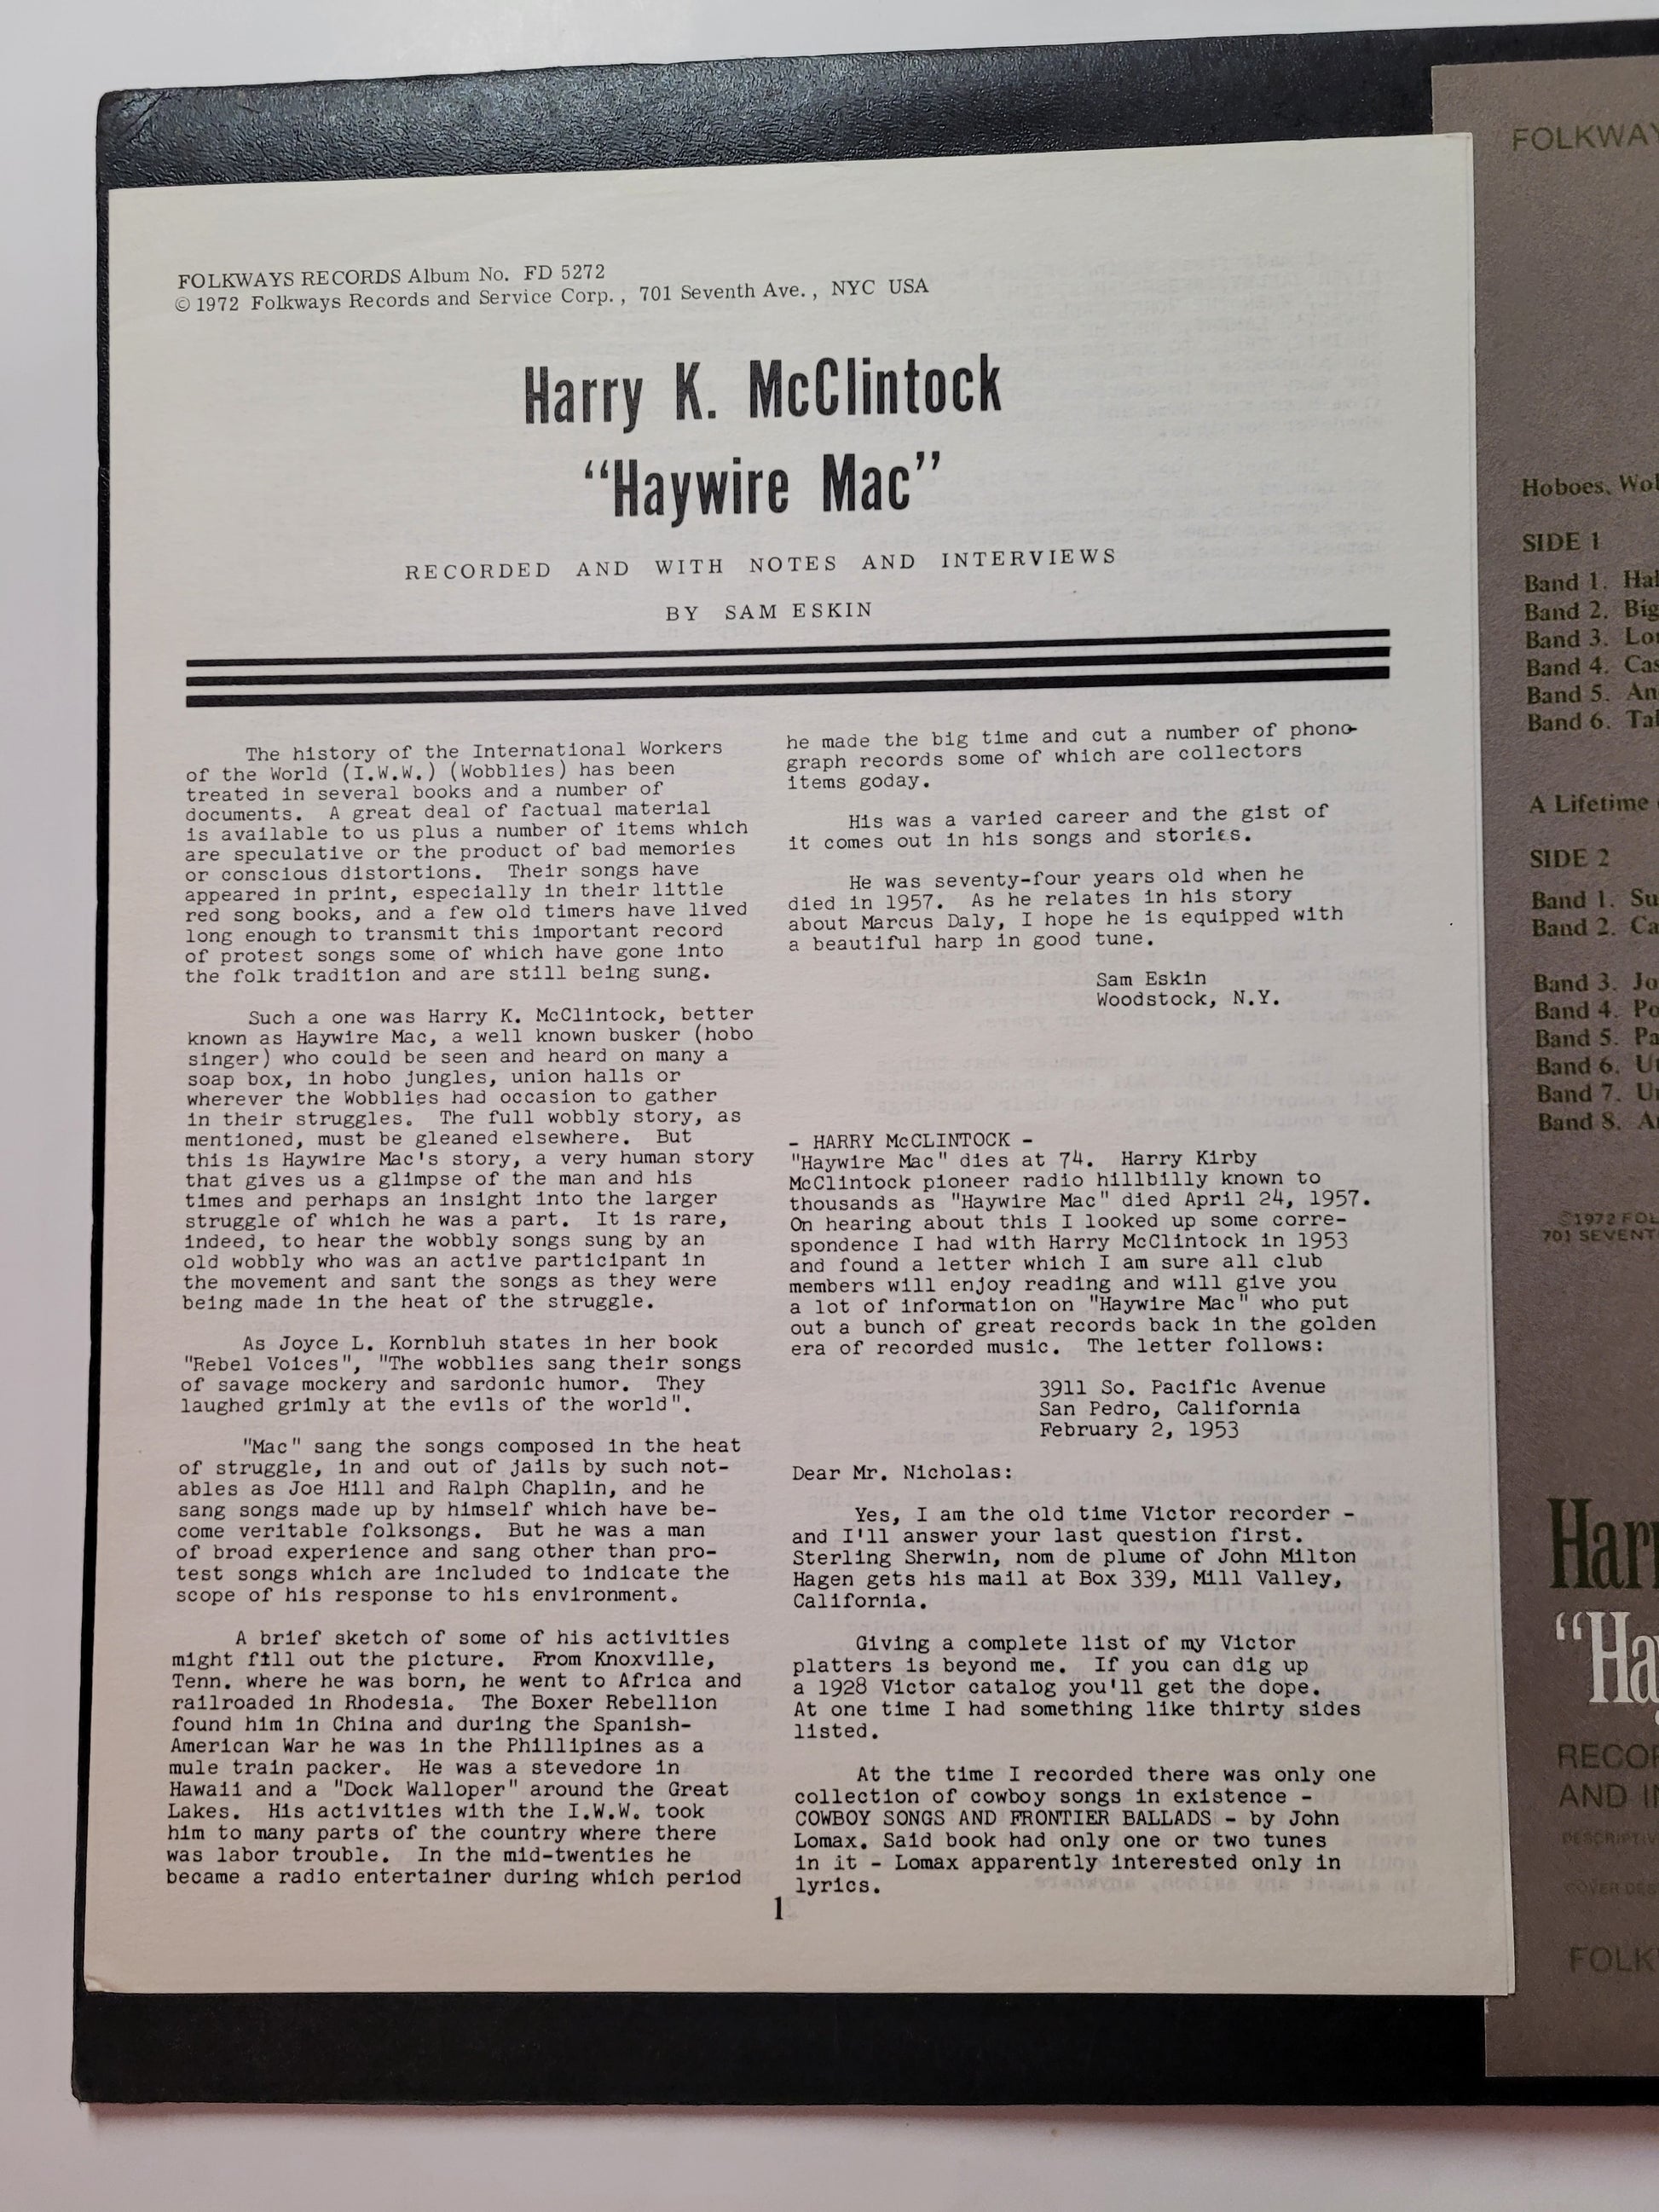 FOLKWAYS RECORDS Album No. FD 5272
© 1972 Folkways Records and Service Corp., 701 Seventh Ave., NYC USA
Harry K. McClintock
“Haywire Mac”
RECORDED AND WITH NOTES AND INTERVIEWS
BY SAM ESKIN
The history of the International Workers
of the World (I.W.W.) (Wobblies) has been
treated in several books and a number of
documents. A great deal of factual material
is available to us plus a number of items which
are speculative or the product of bad memories
or conscious distortions. Their songs have
appeared in print, especially in their little
red song books, and a few old timers have lived
long enough to transmit this important record
of protest songs some of which have gone into
the folk tradition and are still being sung.
Such a one was Harry K. McClintock, better
known as Haywire Mac, a well known busker (hobo
singer) who could be seen and heard on many a
soap box, in hobo jungles, union halls or
wherever the Wobblies had occasion to gather
in their struggles. The full wobbly story, as
mentioned, must be gleaned elsewhere. But
this is Haywire Mac's story, a very human story
that gives us a glimpse of the man and his
times and perhaps an insight into the larger
struggle of which he was a part. It is rare,
indeed, to hear the wobbly songs sung by an
old wobbly who was an active participant in
the movement and sant the songs as they were
being made in the heat of the struggle.
As Joyce L. Kornbluh states in her book
"Rebel Voices", "The wobblies sang their songs
of savage mockery and sardonic humor. They
laughed grimly at the evils of the world".
"Mac" sang the songs composed in the heat
of struggle, in and out of jails by such not-
ables as Joe Hill and Ralph Chaplin, and he
sang songs made up by himself which have be-
come veritable folksongs. But he was a man
of broad experience and sang other than pro-
test songs which are included to indicate the
scope of his response to his environment.
A brief sketch of some of his activities
might fill out the picture. From Knoxville,
Tenn. where he was born, he went to Africa and
railroaded in Rhodesia. The Boxer Rebellion
found him in China and during the Spanish-
American War he was in the Phillipines as a
mule train packer. He was a stevedore in
Hawaii and a "Dock Walloper" around the Great
Lakes. His activities with the I.W.W. took
him to many parts of the country where there
was labor trouble. In the mid-twenties he
became a radio entertainer during which period
he made the big time and cut a number of phono-
graph records some of which are collectors
items goday.
His was a varied career and the gist of
it comes out in his songs and stories.
He was seventy-four years old when he
died in 1957. As he relates in his story
about Marcus Daly, I hope he is equipped with
a beautiful harp in good tune.
Sam Eskin
Woodstock, N.Y.
- HARRY McCLINTOCK -
"Haywire Mac" dies at 74. Harry Kirby
McClintock pioneer radio hillbilly known to
thousands as "Haywire Mac" died April 24, 1957.
On hearing about this I looked up some corre-
spondence I had with Harry McClintock in 1953
and found a letter which I am sure all club
members will enjoy reading and will give you
a lot of information on "Haywire Mac" who put
out a bunch of great records back in the golden
era of recorded music. The letter follows:
3911 So. Pacific Avenue
San Pedro, California
February 2, 1953
Dear Mr. Nicholas:
Yes, I am the old time Victor recorder -
and I'll answer your last question first.
Sterling Sherwin, nom de plume of John Milton
Hagen gets his mail at Box 339, Mill Valley,
California.
Giving a complete list of my Victor
platters is beyond me. If you can dig up
a 1928 Victor catalog you'll get the dope.
At one time I had something like thirty sides
listed.
At the time I recorded there was only one
collection of cowboy songs in existence -
COWBOY SONGS AND FRONTIER BALLADS - by John
Lomax. Said book had only one or two tunes
in it - Lomax apparently interested only in
lyrics.
1
FOLKWAY
Hoboes, Wob
SIDE 1
Band 1. Hal
Band 2. Big
Band 3. Lo
Band 4. Cas
Band 5. An
Band 6. Tal
A Lifetime
SIDE 2
Band 1. Su
Band 2. Ca
Band 3. Jo
Band 4. Po
Band 5. Pa
Band 6. U
Band 7. U
Band 8. A
©1972 FOL
701 SEVENT
Harr
“Ha
RECOR
AND IN
DESCRIPTIV
COVER DES
FOLK